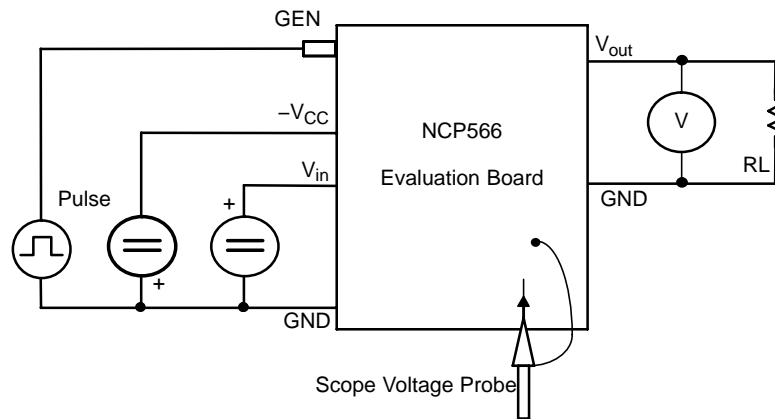 GEN
V_out
–V_CC
NCP566
V
V_in
Evaluation Board
RL
Pulse
+
GND
+
GND
Scope Voltage Probe